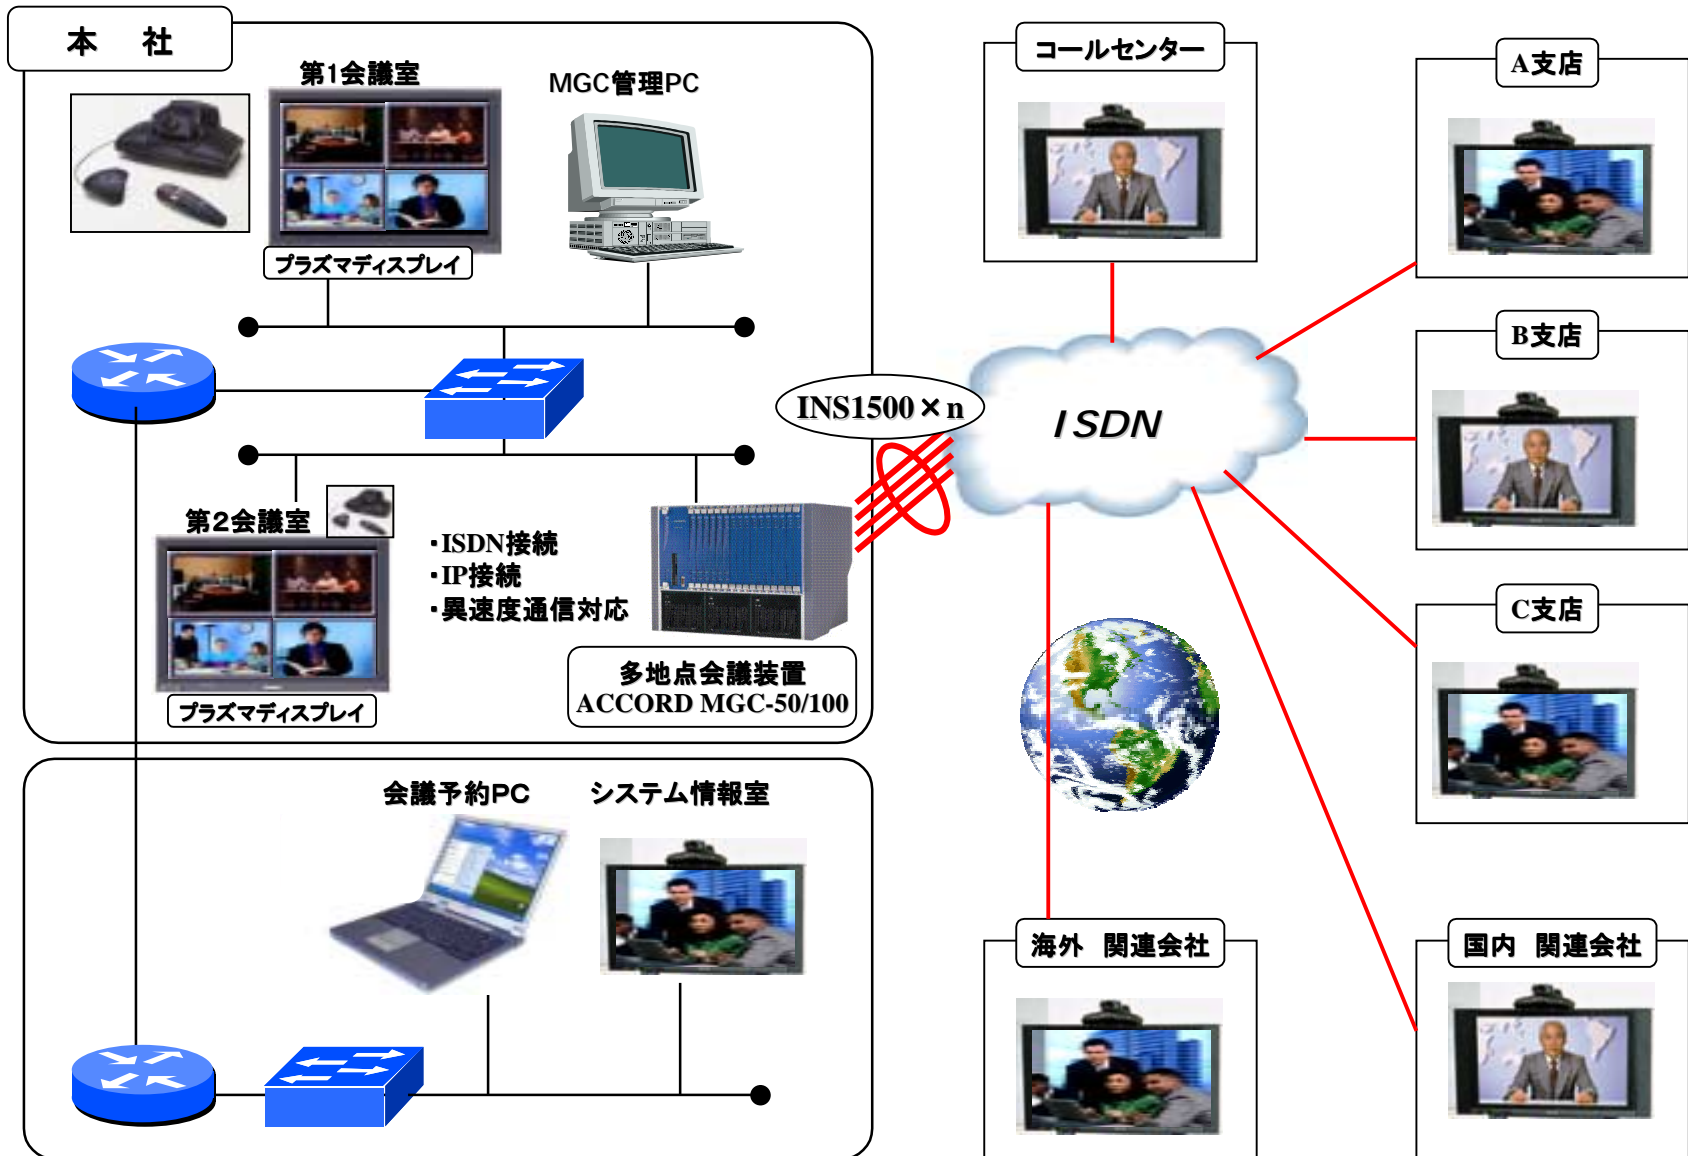 本　社
第1会議室
MGC管理PC
プラズマディスプレイ
第2会議室
・ISDN接続
・IP接続
・異速度通信対応
プラズマディスプレイ
多地点会議装置
ACCORD MGC-50/100
INS1500×n
ISDN
会議予約PC
システム情報室
コールセンター
A支店
B支店
C支店
海外　関連会社
国内　関連会社